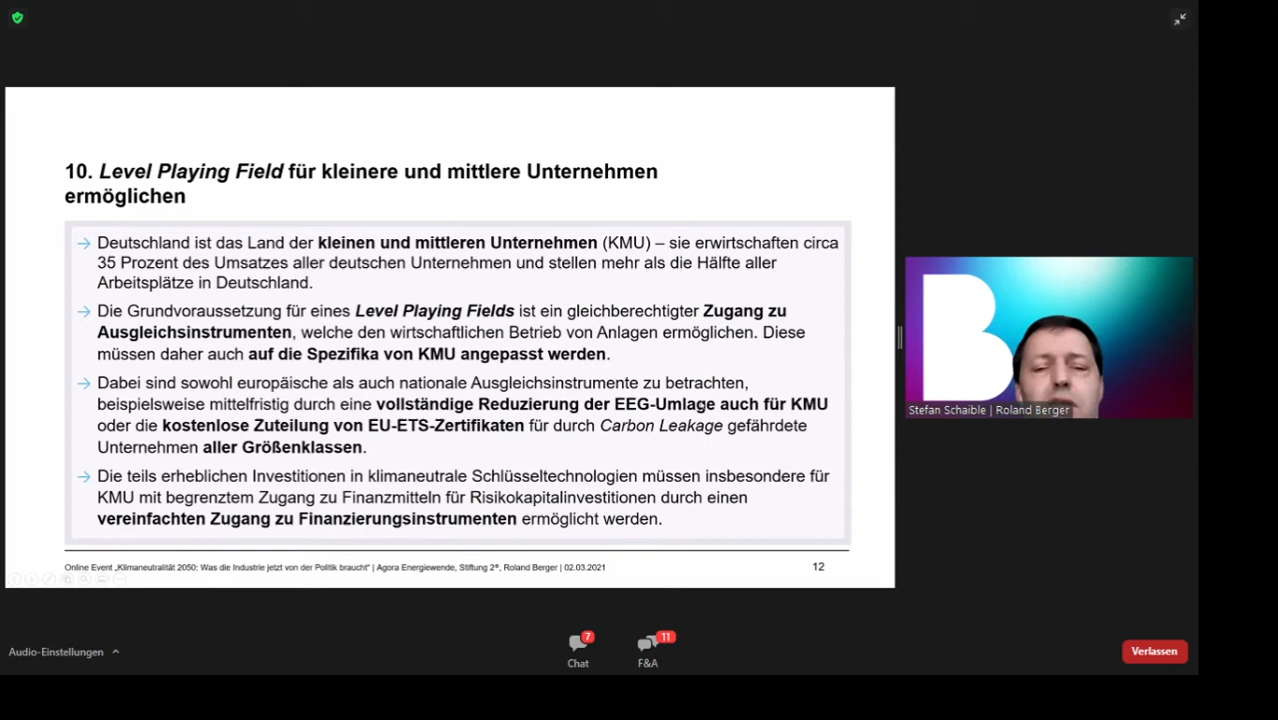 10. Level Playing Field für kleinere und mittlere Unternehmen
ermöglichen
→ Deutschland ist das Land der kleinen und mittleren Unternehmen (KMU) – sie erwirtschaften circa
35 Prozent des Umsatzes aller deutschen Unternehmen und stellen mehr als die Hälfte aller
Arbeitsplätze in Deutschland.
→ Die Grundvoraussetzung für eines Level Playing Fields ist ein gleichberechtigter Zugang zu
Ausgleichsinstrumenten, welche den wirtschaftlichen Betrieb von Anlagen ermöglichen. Diese
müssen daher auch auf die Spezifika von KMU angepasst werden.
→ Dabei sind sowohl europäische als auch nationale Ausgleichsinstrumente zu betrachten,
beispielsweise mittelfristig durch eine vollständige Reduzierung der EEG-Umlage auch für KMU
oder die kostenlose Zuteilung von EU-ETS-Zertifikaten für durch Carbon Leakage gefährdete
Unternehmen aller Größenklassen.
→ Die teils erheblichen Investitionen in klimaneutrale Schlüsseltechnologien müssen insbesondere für
KMU mit begrenztem Zugang zu Finanzmitteln für Risikokapitalinvestitionen durch einen
vereinfachten Zugang zu Finanzierungsinstrumenten ermöglicht werden.
Online Event „Klimaneutralität 2050: Was die Industrie jetzt von der Politik braucht“ | Agora Energiewende, Stiftung 2°, Roland Berger | 02.03.2021
12
B
Stefan Schaible | Roland Berger
Audio-Einstellungen
7
Chat
11
F&A
Verlassen